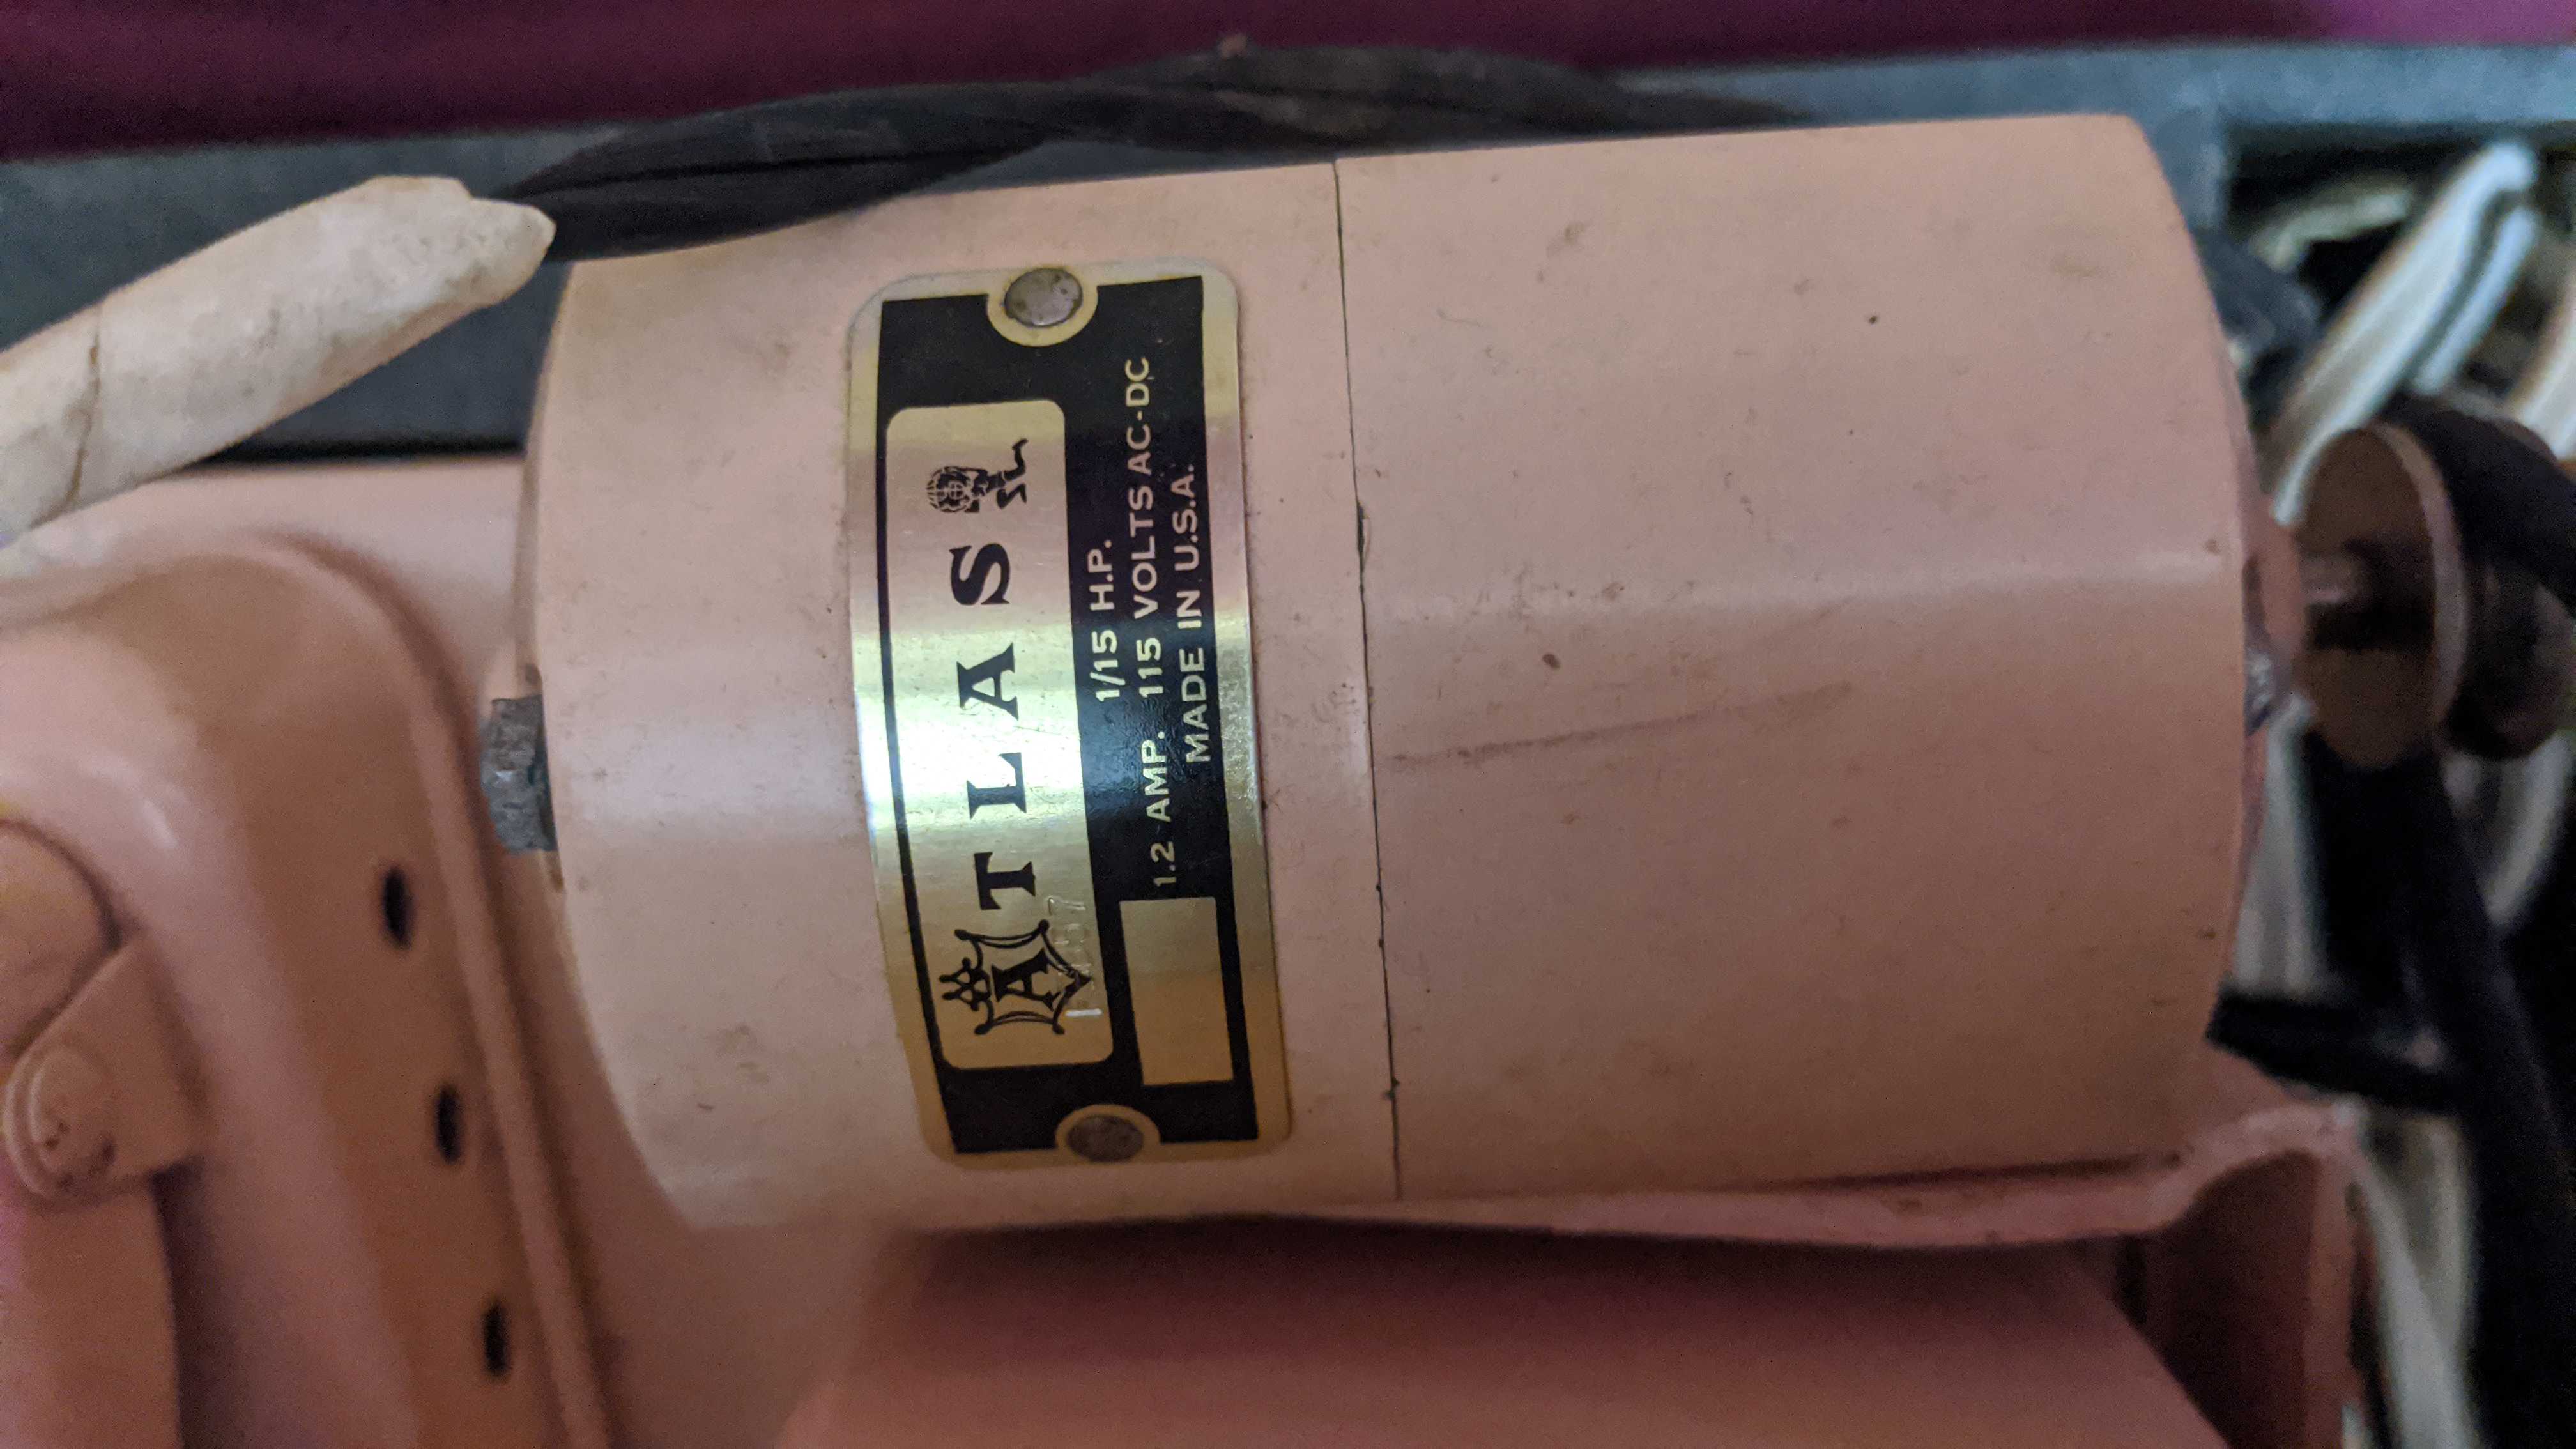 A
ATLAS
1/15 H.P.
1.2 AMP. 115 VOLTS AC-DC
MADE IN U.S.A.